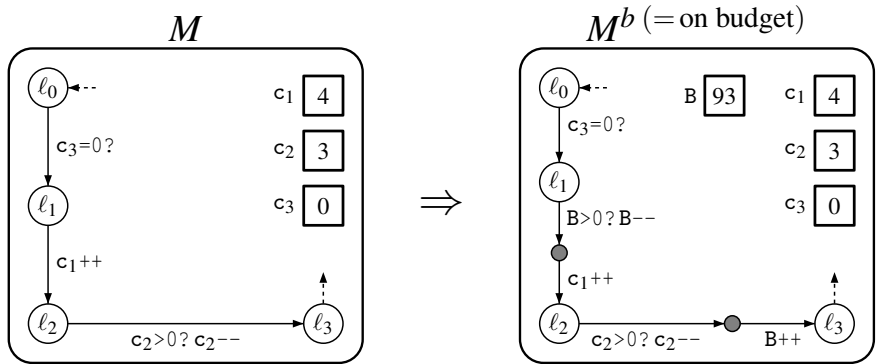 M
ℓ₀
c₃=0?
ℓ₁
c₁++
ℓ₂
c₂>0? c₂−−
ℓ₃
c₁ 4
c₂ 3
c₃ 0
⇒
Mᵇ (= on budget)
ℓ₀
c₃=0?
ℓ₁
B>0? B−−
c₁++
ℓ₂
c₂>0? c₂−−
B++
ℓ₃
B 93
c₁ 4
c₂ 3
c₃ 0